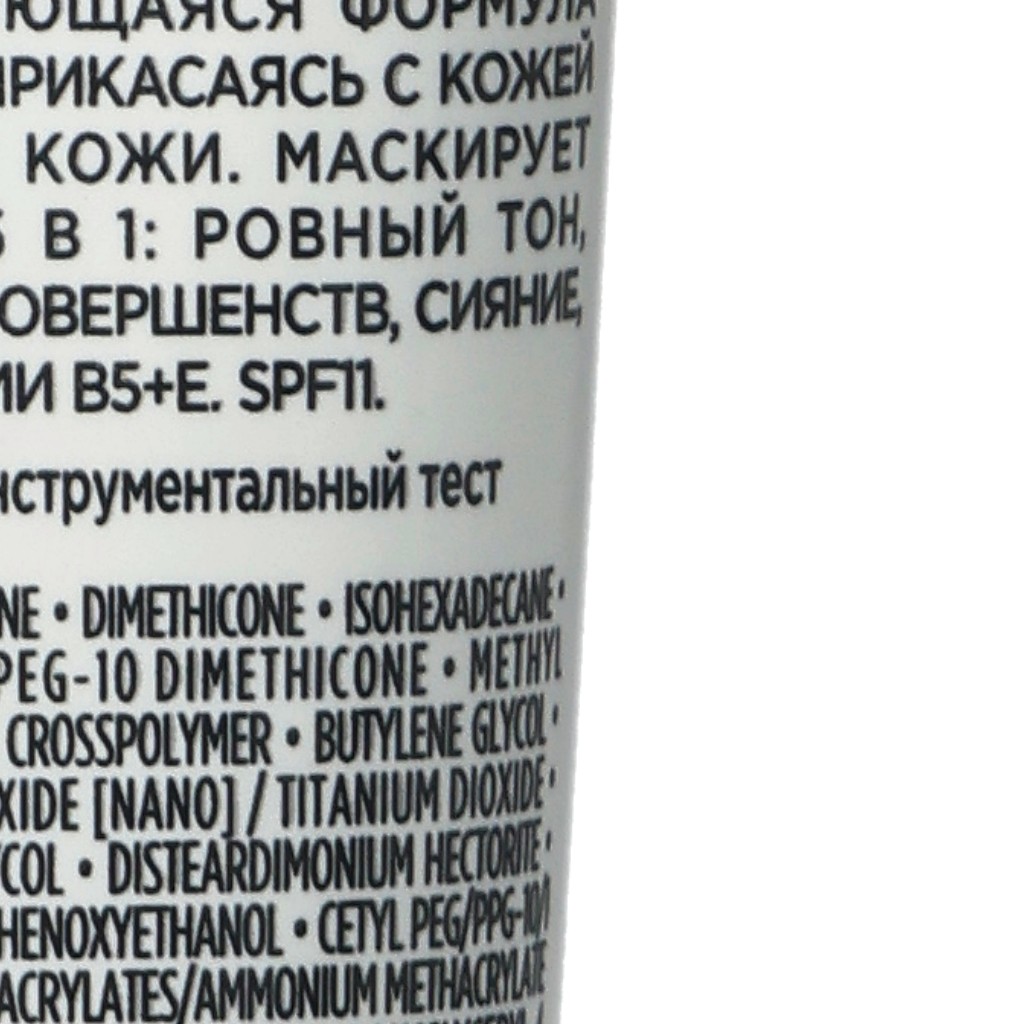 ЮЩАЯСЯ ФОРМУЛА
ПРИКАСАЯСЬ С КОЖЕЙ
КОЖИ. МАСКИРУЕТ
5 В 1: РОВНЫЙ ТОН,
ОВЕРШЕНСТВ, СИЯНИЕ,
ИИ B5+E. SPF11.
нструментальный тест
NE • DIMETHICONE • ISOHEXADECANE •
PEG-10 DIMETHICONE • METHYL
CROSSPOLYMER • BUTYLENE GLYCOL •
XIDE [NANO] / TITANIUM DIOXIDE •
COL • DISTEARDIMONIUM HECTORITE •
HENOXYETHANOL • CETYL PEG/PPG-10/1
ACRYLATES/AMMONIUM METHACRYLATE